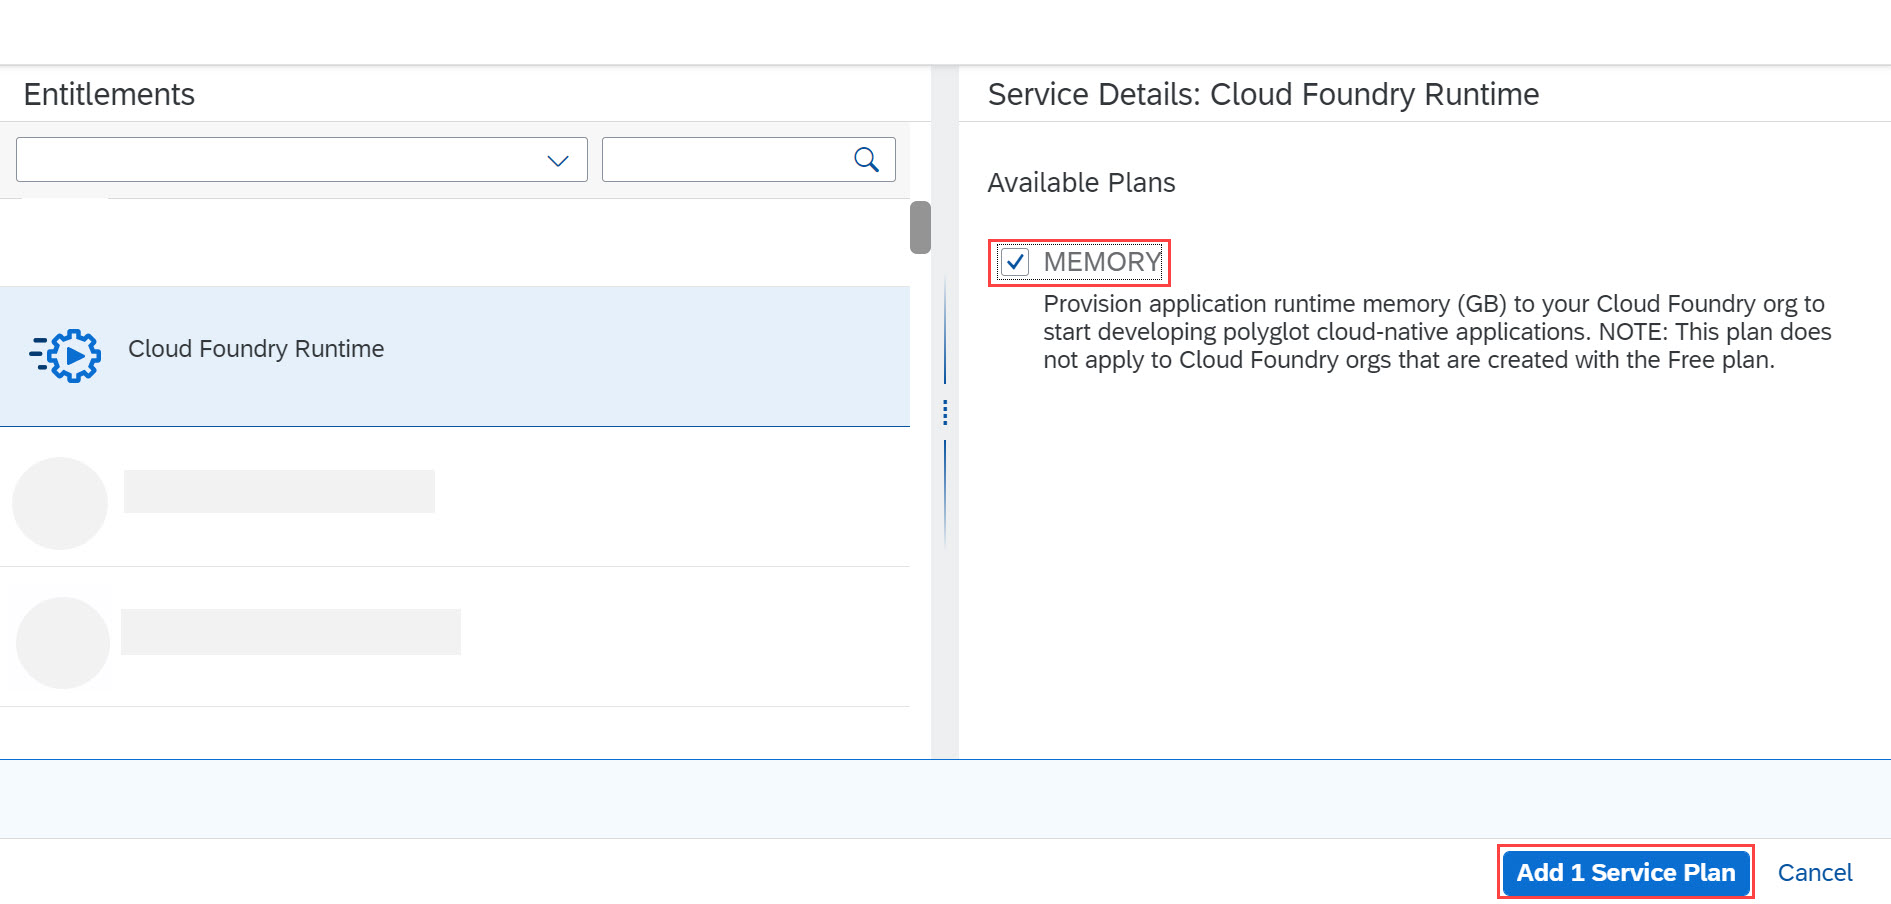 Entitlements
Service Details: Cloud Foundry Runtime
Available Plans
MEMORY
Provision application runtime memory (GB) to your Cloud Foundry org to
start developing polyglot cloud-native applications. NOTE: This plan does
not apply to Cloud Foundry orgs that are created with the Free plan.
Cloud Foundry Runtime
Add 1 Service Plan
Cancel